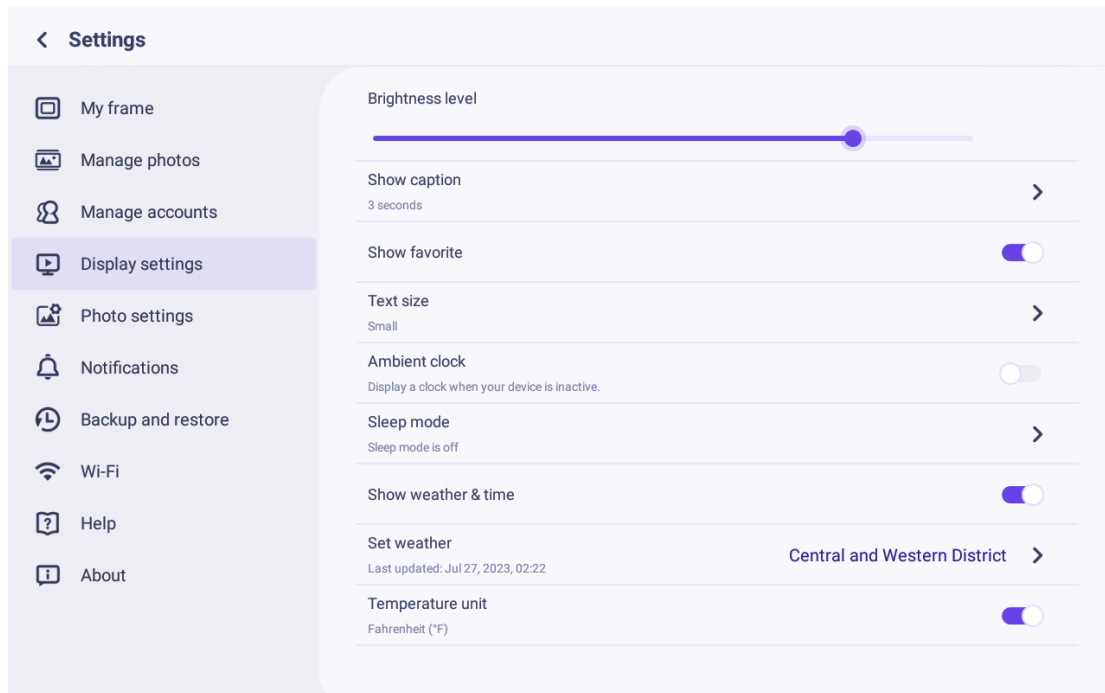 Settings
My frame
Manage photos
Manage accounts
Display settings
Photo settings
Notifications
Backup and restore
Wi-Fi
Help
About
Brightness level
Show caption
3 seconds
Show favorite
Text size
Small
Ambient clock
Display a clock when your device is inactive.
Sleep mode
Sleep mode is off
Show weather & time
Set weather
Last updated: Jul 27, 2023, 02:22
Central and Western District
Temperature unit
Fahrenheit (°F)